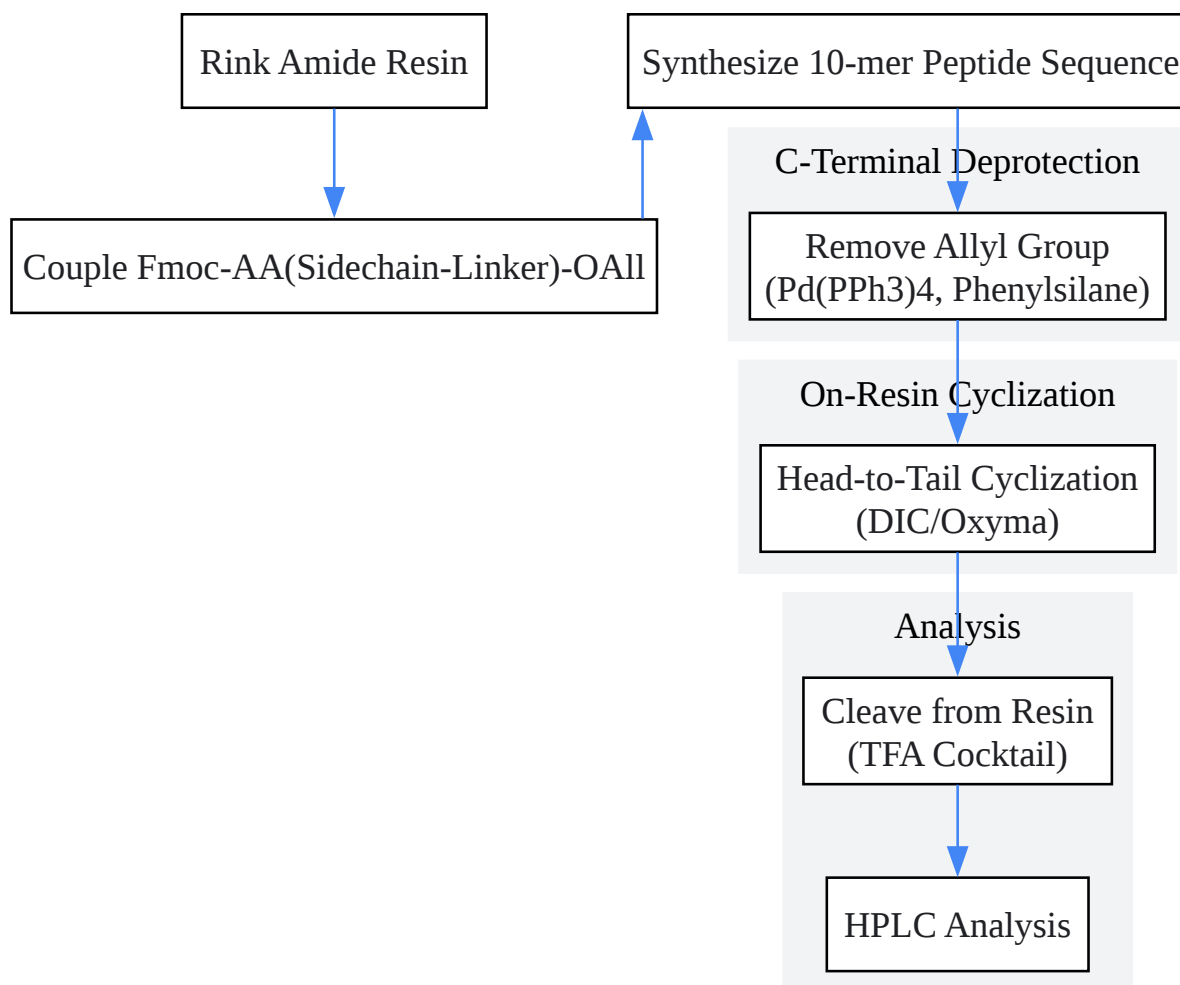 Rink Amide Resin
Synthesize 10-mer Peptide Sequence
Couple Fmoc-AA(Sidechain-Linker)-OAll
C-Terminal Deprotection
Remove Allyl Group
(Pd(PPh3)4, Phenylsilane)
On-Resin Cyclization
Head-to-Tail Cyclization
(DIC/Oxyma)
Analysis
Cleave from Resin
(TFA Cocktail)
HPLC Analysis